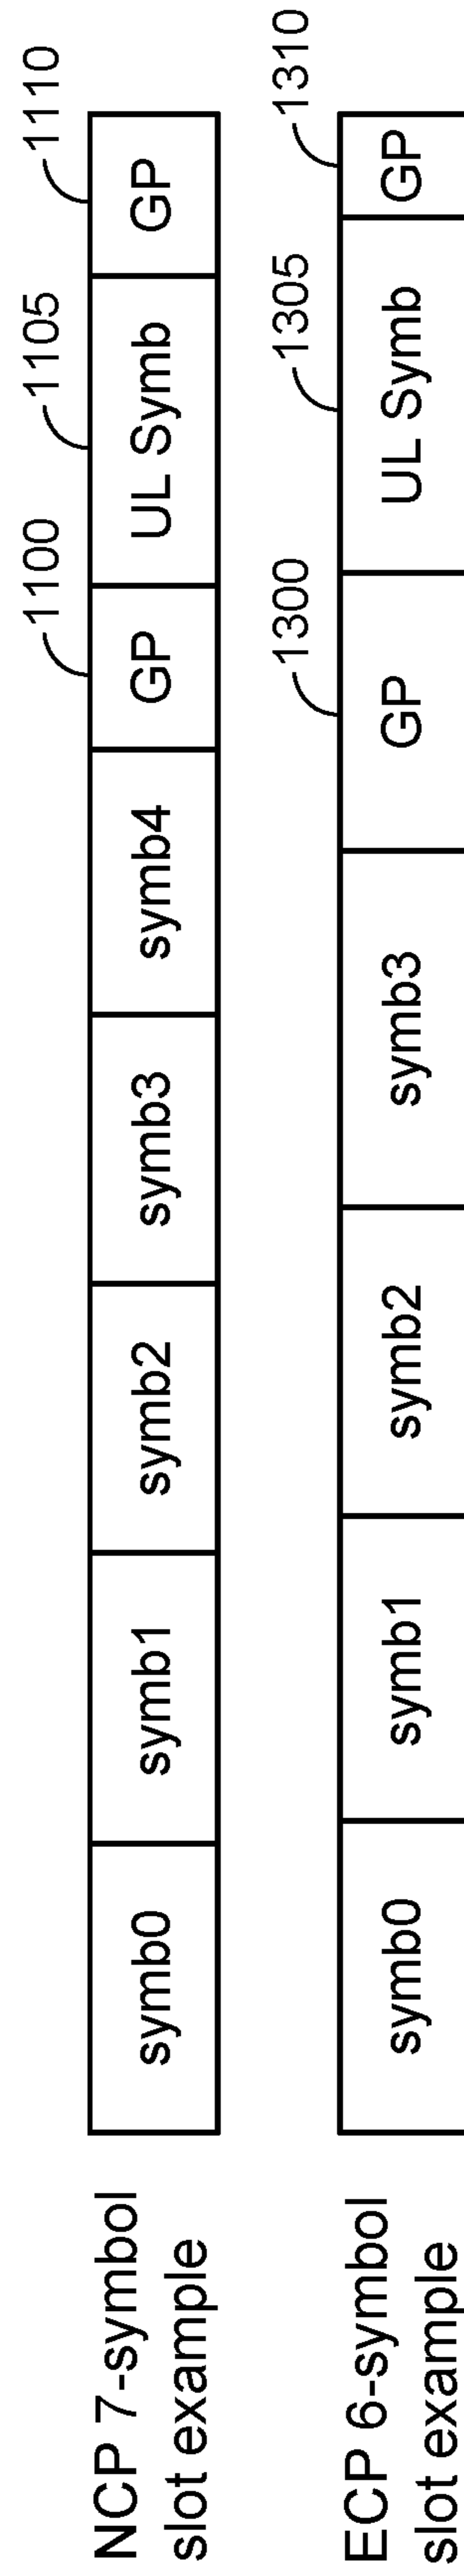 1100
1105
1110
NCP 7-symbol
slot example
symb0
symb1
symb2
symb3
symb4
GP
UL Symb
GP
1300
1305
1310
ECP 6-symbol
slot example
symb0
symb1
symb2
symb3
GP
UL Symb
GP